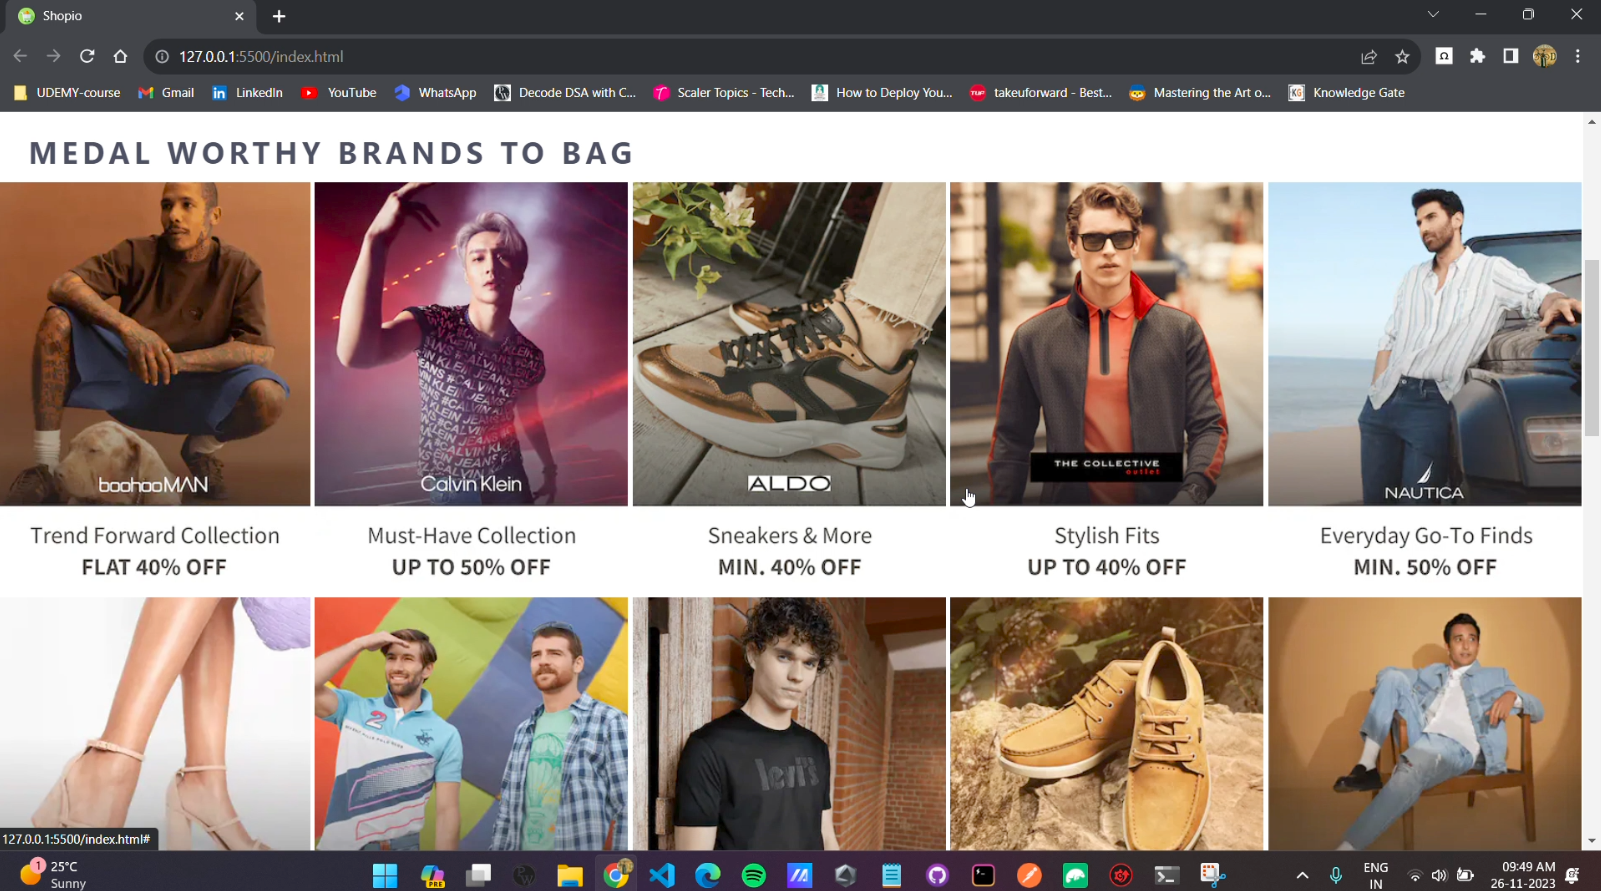 Shopio
127.0.0.1:5500/index.html
UDEMY-course Gmail LinkedIn YouTube WhatsApp Decode DSA with C... Scaler Topics - Tech... How to Deploy You... takeuforward - Best... Mastering the Art o... Knowledge Gate
MEDAL WORTHY BRANDS TO BAG
boohooMAN
Calvin Klein
ALDO
THE COLLECTIVE
outlet
NAUTICA
Trend Forward Collection
FLAT 40% OFF
Must-Have Collection
UP TO 50% OFF
Sneakers & More
MIN. 40% OFF
Stylish Fits
UP TO 40% OFF
Everyday Go-To Finds
MIN. 50% OFF
2
levi's
127.0.0.1:5500/index.html#
1
25°C
Sunny
PRE
ENG
IN
09:49 AM
26-11-2023